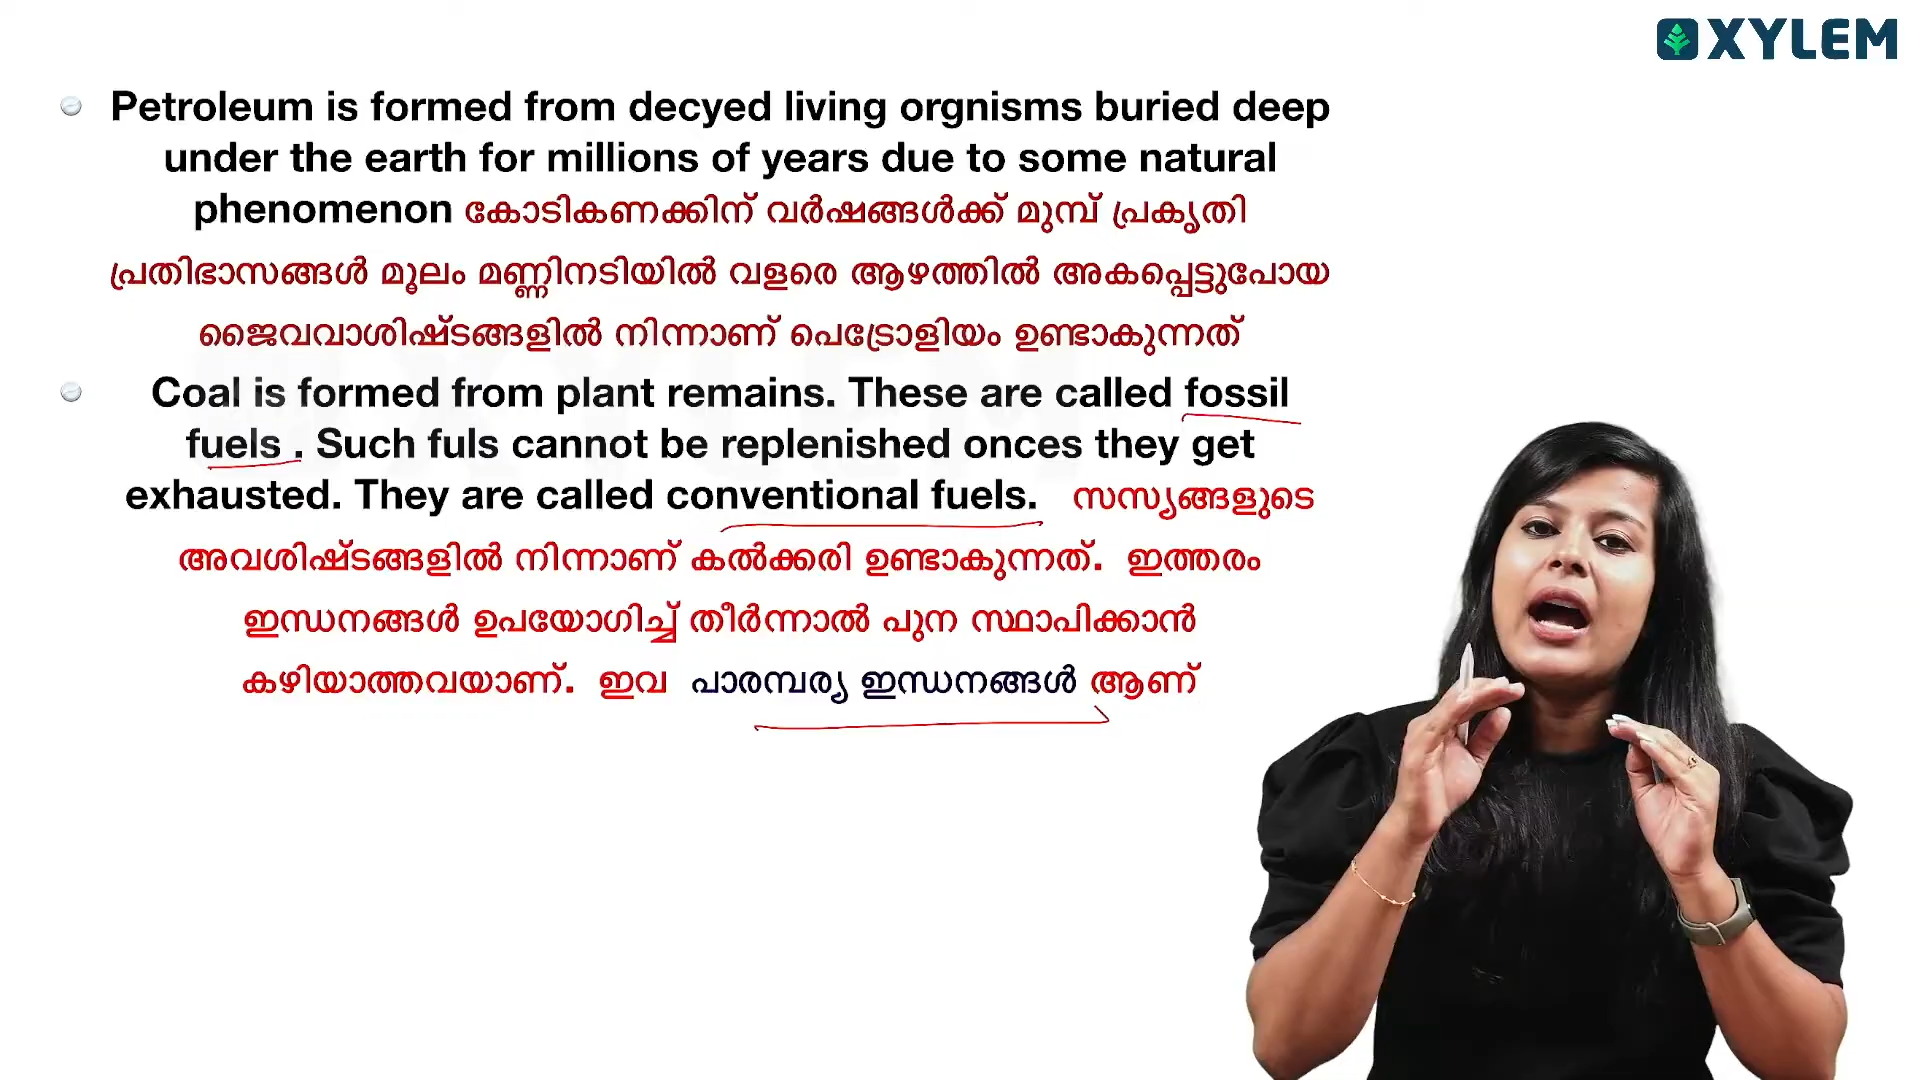 XYLEM
Petroleum is formed from decyed living orgnisms buried deep
under the earth for millions of years due to some natural
phenomenon കോടികണക്കിന് വർഷങ്ങൾക്ക് മുമ്പ് പ്രകൃതി
പ്രതിഭാസങ്ങൾ മൂലം മണ്ണിനടിയിൽ വളരെ ആഴത്തിൽ അകപ്പെട്ടുപോയ
ജൈവവാശിഷ്ടങ്ങളിൽ നിന്നാണ് പെട്രോളിയം ഉണ്ടാകുന്നത്
Coal is formed from plant remains. These are called fossil
fuels . Such fuls cannot be replenished onces they get
exhausted. They are called conventional fuels. സസ്യങ്ങളുടെ
അവശിഷ്ടങ്ങളിൽ നിന്നാണ് കൽക്കരി ഉണ്ടാകുന്നത്. ഇത്തരം
ഇന്ധനങ്ങൾ ഉപയോഗിച്ച് തീർന്നാൽ പുന സ്ഥാപിക്കാൻ
കഴിയാത്തവയാണ്. ഇവ പാരമ്പര്യ ഇന്ധനങ്ങൾ ആണ്